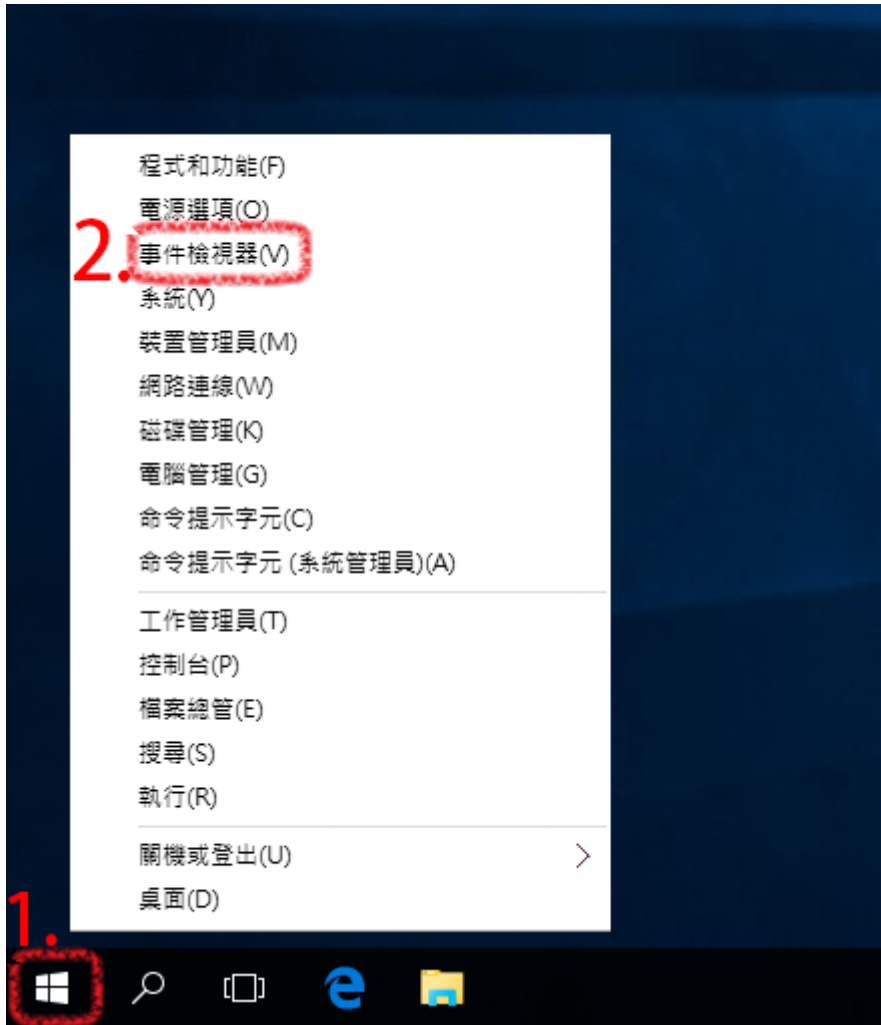 程式和功能(F)
電源選項(O)
2.
事件檢視器(V)
系統(Y)
裝置管理員(M)
網路連線(W)
磁碟管理(K)
電腦管理(G)
命令提示字元(C)
命令提示字元 (系統管理員)(A)
工作管理員(T)
控制台(P)
檔案總管(E)
搜尋(S)
執行(R)
關機或登出(U)
桌面(D)
1.